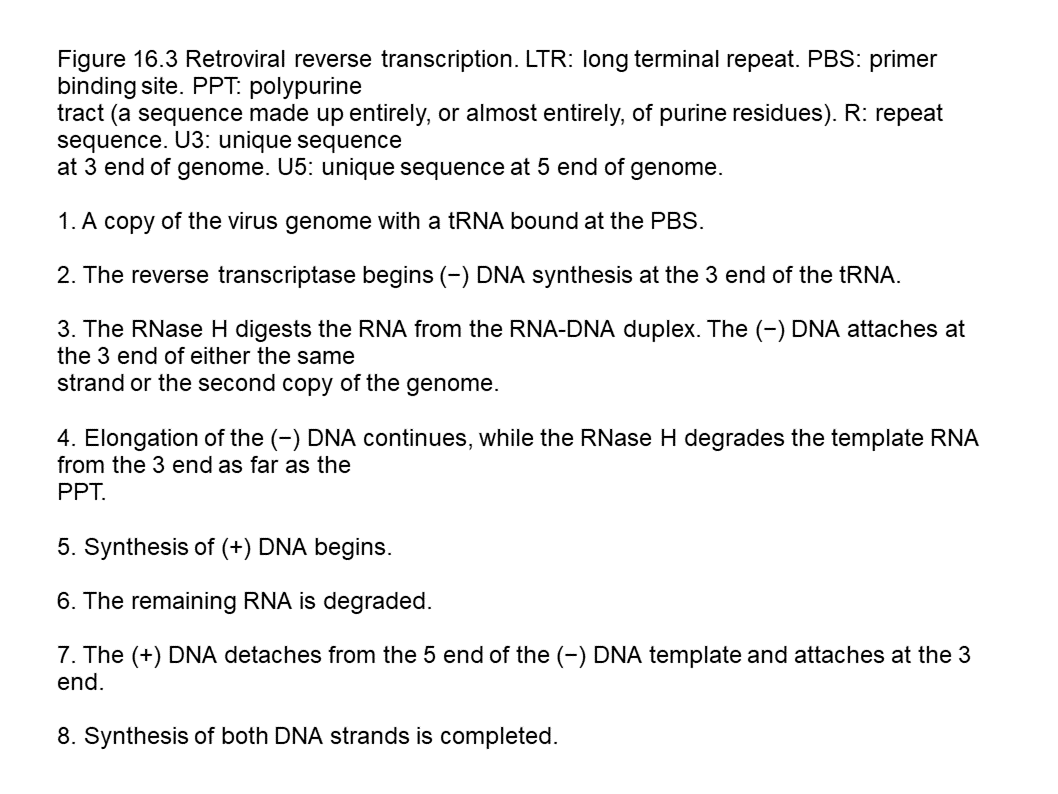 Figure 16.3 Retroviral reverse transcription. LTR: long terminal repeat. PBS: primer
binding site. PPT: polypurine
tract (a sequence made up entirely, or almost entirely, of purine residues). R: repeat
sequence. U3: unique sequence
at 3 end of genome. U5: unique sequence at 5 end of genome.
1. A copy of the virus genome with a tRNA bound at the PBS.
2. The reverse transcriptase begins (−) DNA synthesis at the 3 end of the tRNA.
3. The RNase H digests the RNA from the RNA-DNA duplex. The (−) DNA attaches at
the 3 end of either the same
strand or the second copy of the genome.
4. Elongation of the (−) DNA continues, while the RNase H degrades the template RNA
from the 3 end as far as the
PPT.
5. Synthesis of (+) DNA begins.
6. The remaining RNA is degraded.
7. The (+) DNA detaches from the 5 end of the (−) DNA template and attaches at the 3
end.
8. Synthesis of both DNA strands is completed.